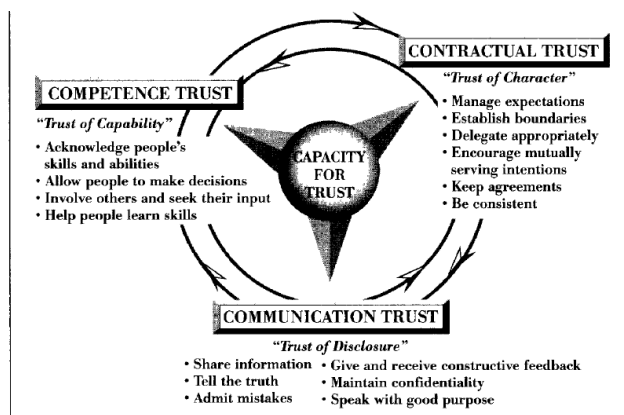 CONTRACTUAL TRUST
"Trust of Character"
• Manage expectations
• Establish boundaries
• Delegate appropriately
• Encourage mutually
serving intentions
• Keep agreements
• Be consistent
COMPETENCE TRUST
"Trust of Capability"
• Acknowledge people's
skills and abilities
• Allow people to make decisions
• Involve others and seek their input
• Help people learn skills
CAPACITY
FOR
TRUST
COMMUNICATION TRUST
"Trust of Disclosure"
• Share information
• Tell the truth
• Admit mistakes
• Give and receive constructive feedback
• Maintain confidentiality
• Speak with good purpose